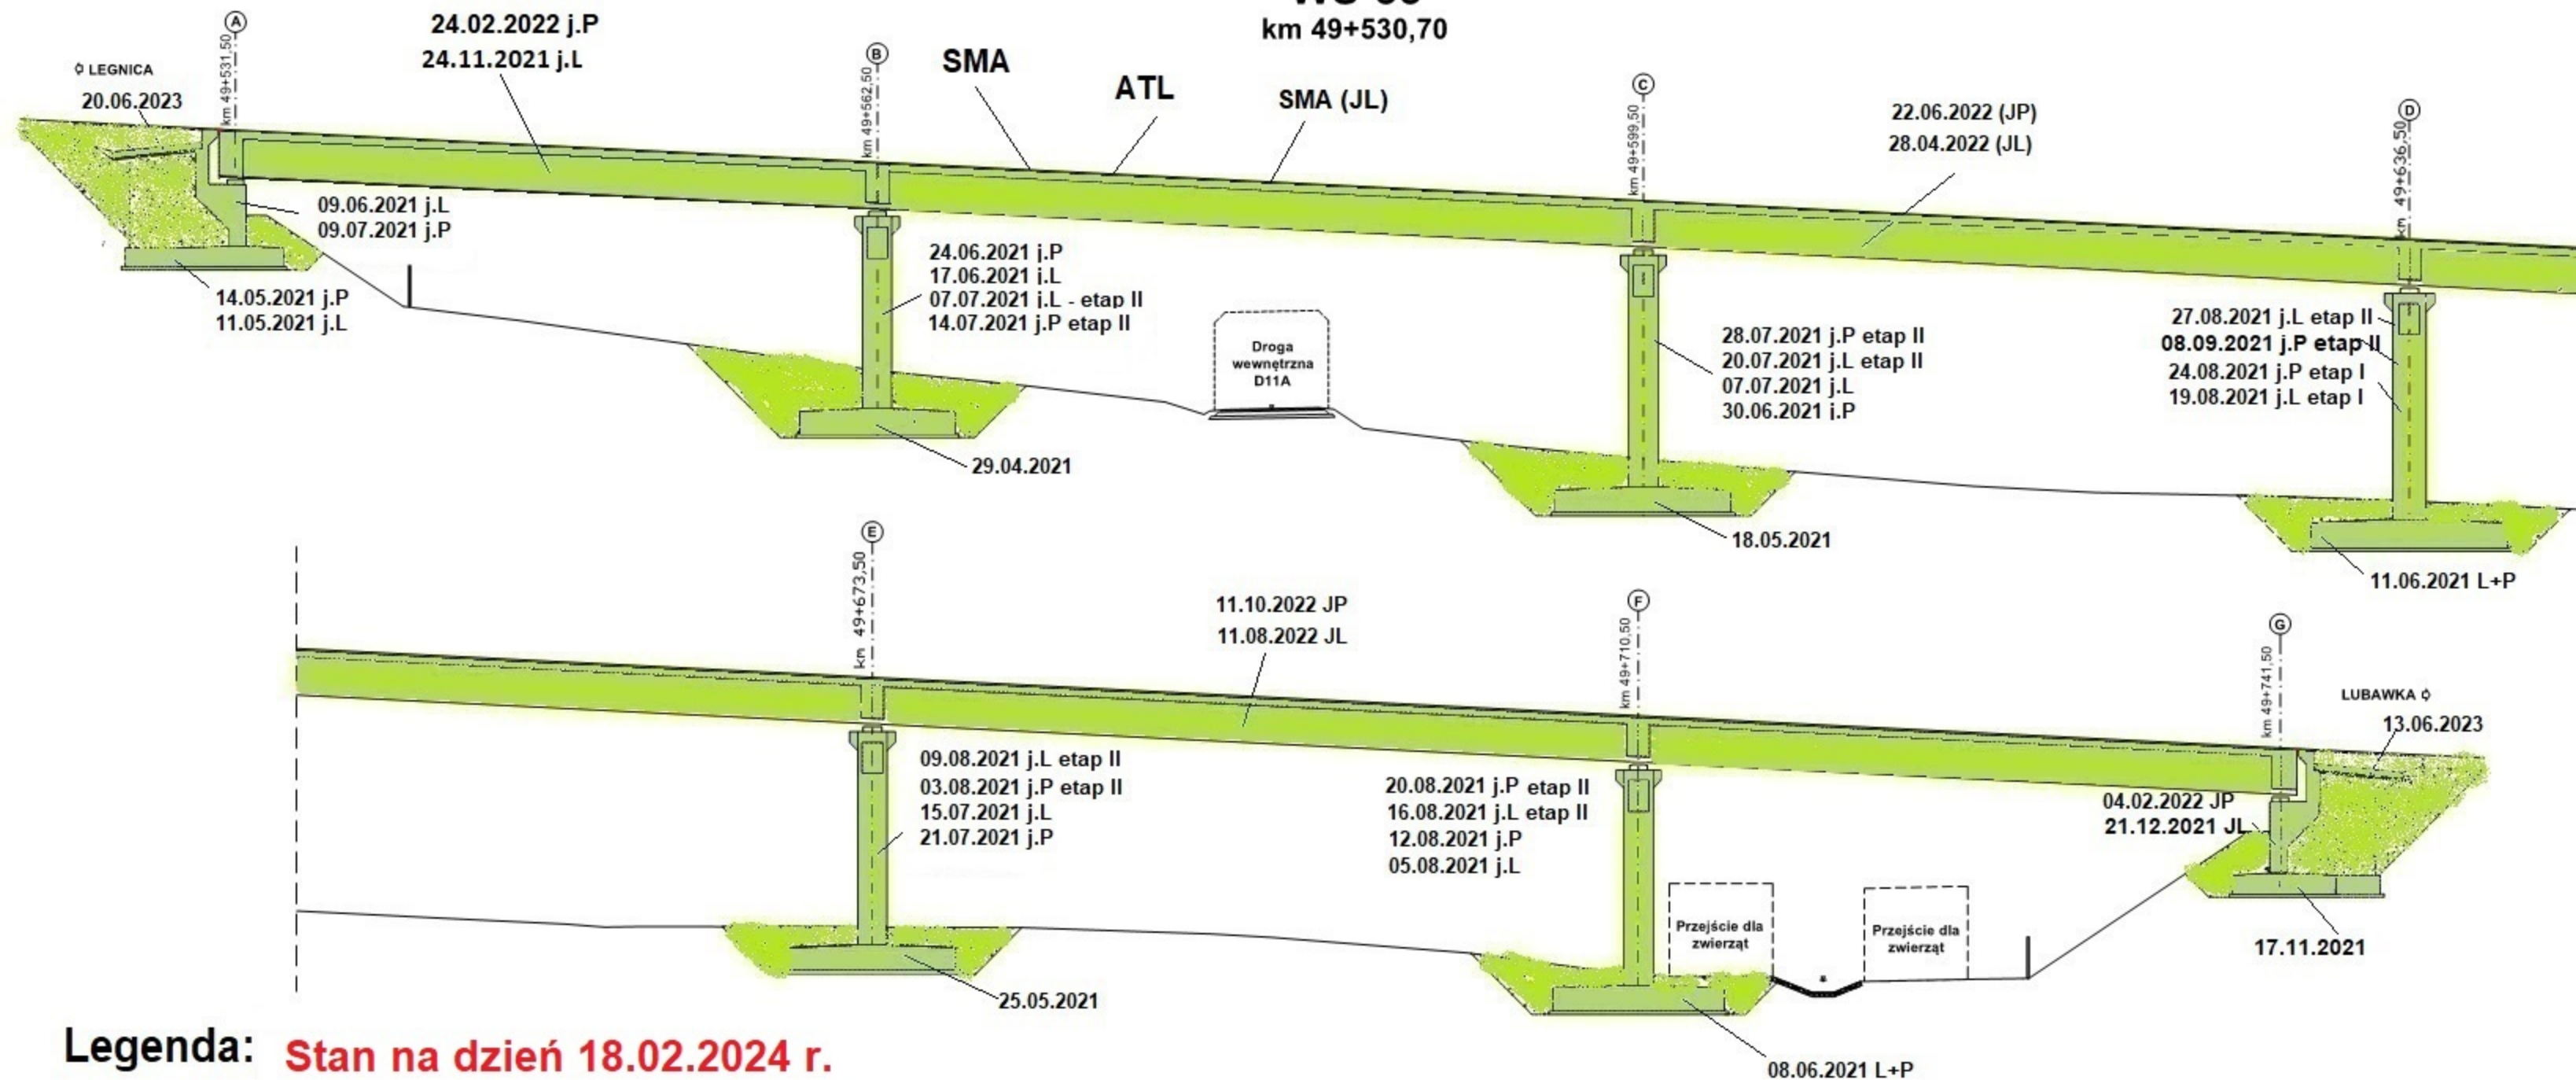 km 49+530,70
A
km 49+531,50
LEGNICA
20.06.2023
24.02.2022 j.P
24.11.2021 j.L
B
km 49+562,50
SMA
ATL
SMA (JL)
C
km 49+599,50
22.06.2022 (JP)
28.04.2022 (JL)
D
km 49+636,50
09.06.2021 j.L
09.07.2021 j.P
14.05.2021 j.P
11.05.2021 j.L
24.06.2021 j.P
17.06.2021 j.L
07.07.2021 j.L - etap II
14.07.2021 j.P etap II
29.04.2021
Droga
wewnętrzna
D11A
28.07.2021 j.P etap II
20.07.2021 j.L etap II
07.07.2021 j.L
30.06.2021 j.P
18.05.2021
27.08.2021 j.L etap II
08.09.2021 j.P etap II
24.08.2021 j.P etap I
19.08.2021 j.L etap I
11.06.2021 L+P
E
km 49+673,50
11.10.2022 JP
11.08.2022 JL
F
km 49+710,50
G
km 49+741,50
LUBAWKA
13.06.2023
09.08.2021 j.L etap II
03.08.2021 j.P etap II
15.07.2021 j.L
21.07.2021 j.P
25.05.2021
20.08.2021 j.P etap II
16.08.2021 j.L etap II
12.08.2021 j.P
05.08.2021 j.L
Przejście dla
zwierząt
Przejście dla
zwierząt
04.02.2022 JP
21.12.2021 JL
17.11.2021
08.06.2021 L+P
Legenda: Stan na dzień 18.02.2024 r.